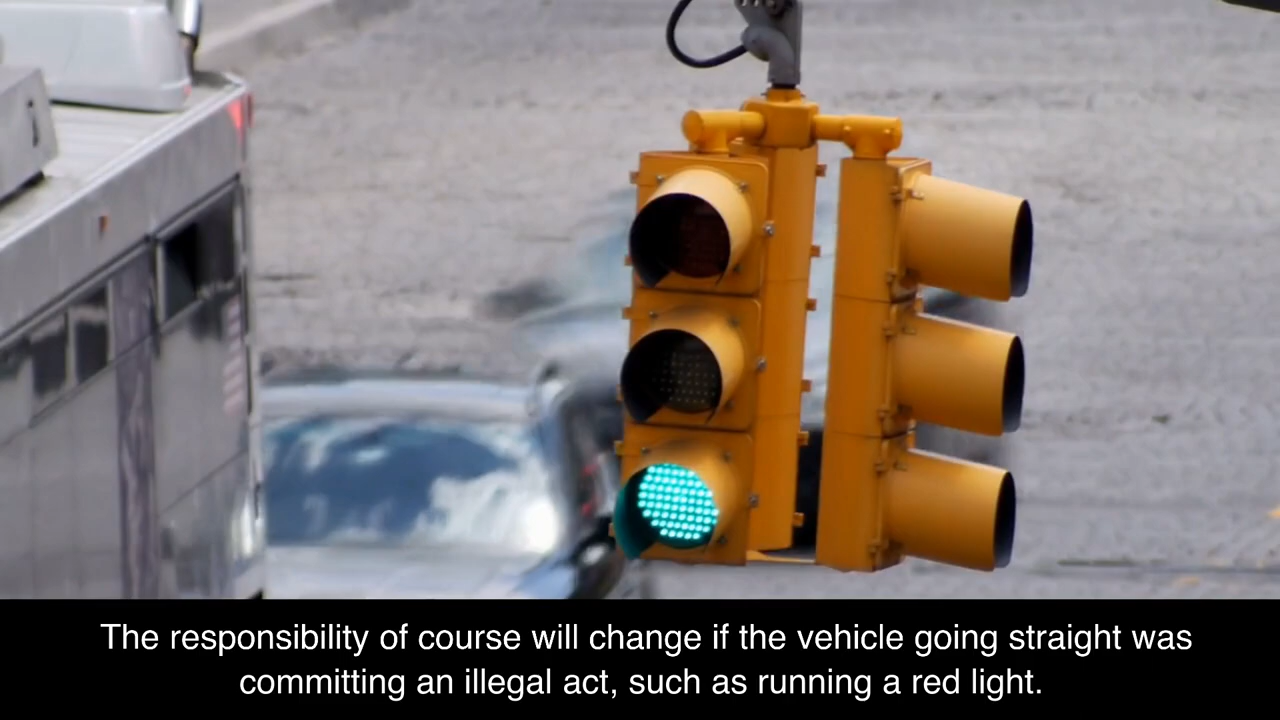 The responsibility of course will change if the vehicle going straight was
committing an illegal act, such as running a red light.